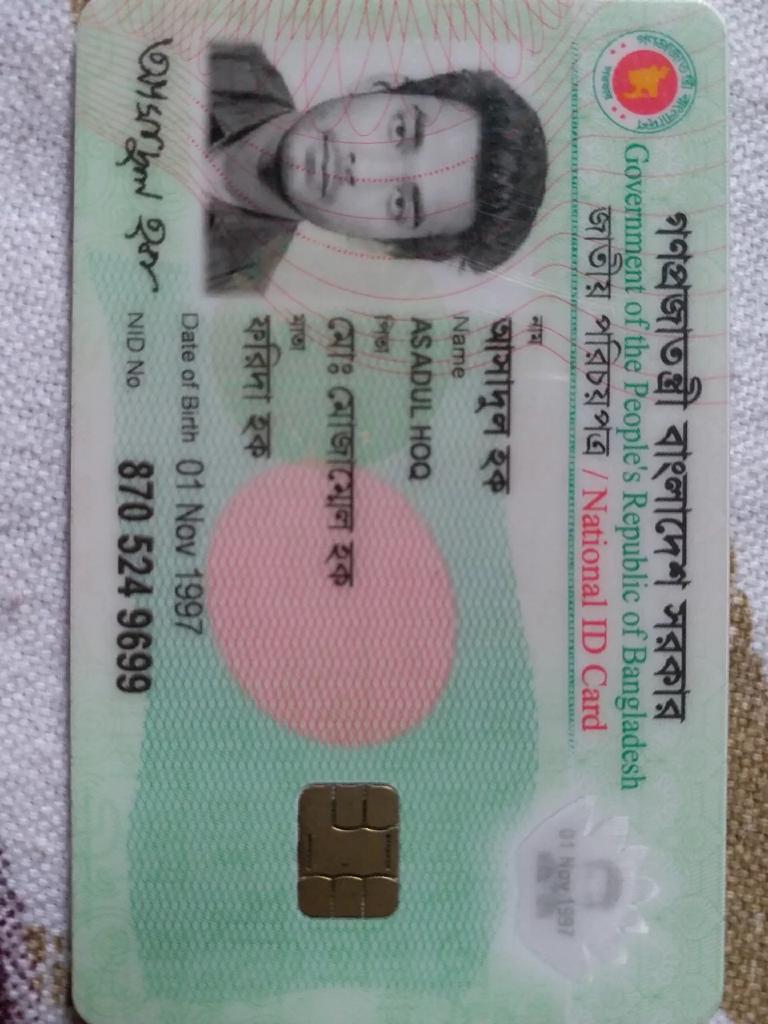 গণপ্রজাতন্ত্রী বাংলাদেশ সরকার
Government of the People's Republic of Bangladesh
জাতীয় পরিচয়পত্র / National ID Card
নাম
আসাদুল হক
Name
ASADUL HOQ
পিতা
মোঃ মোজাম্মেল হক
মাতা
ফরিদা হক
Date of Birth 01 Nov 1997
NID No. 870 524 9699
01 Nov 1997